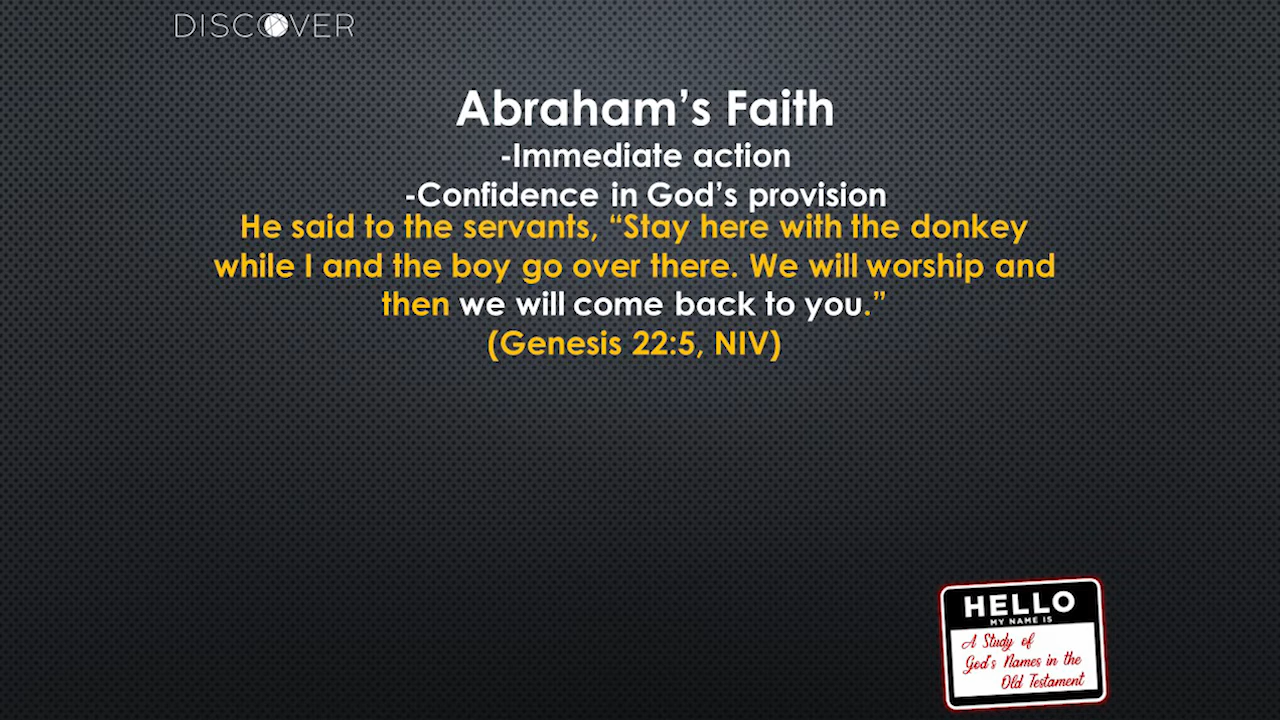 DISCOVER
Abraham’s Faith
-Immediate action
-Confidence in God’s provision
He said to the servants, “Stay here with the donkey
while I and the boy go over there. We will worship and
then we will come back to you.”
(Genesis 22:5, NIV)
HELLO
MY NAME IS
A Study of
God's Names in the
Old Testament